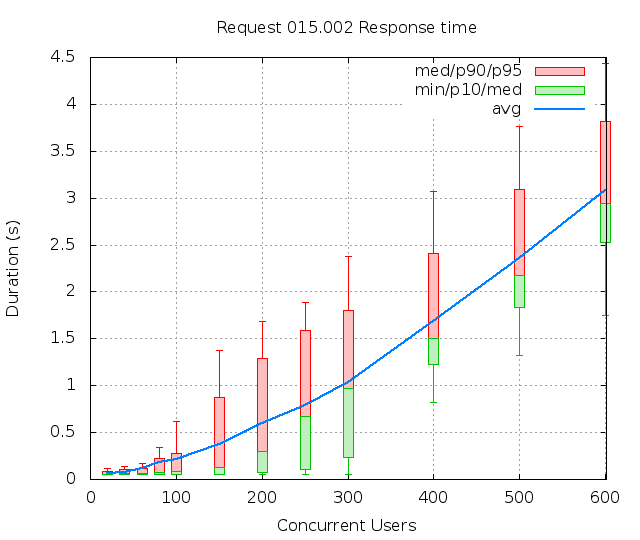 Request 015.002 Response time
4.5
4
3.5
3
2.5
2
1.5
1
0.5
0
med/p90/p95
min/p10/med
avg
Duration (s)
0 100 200 300 400 500 600
Concurrent Users